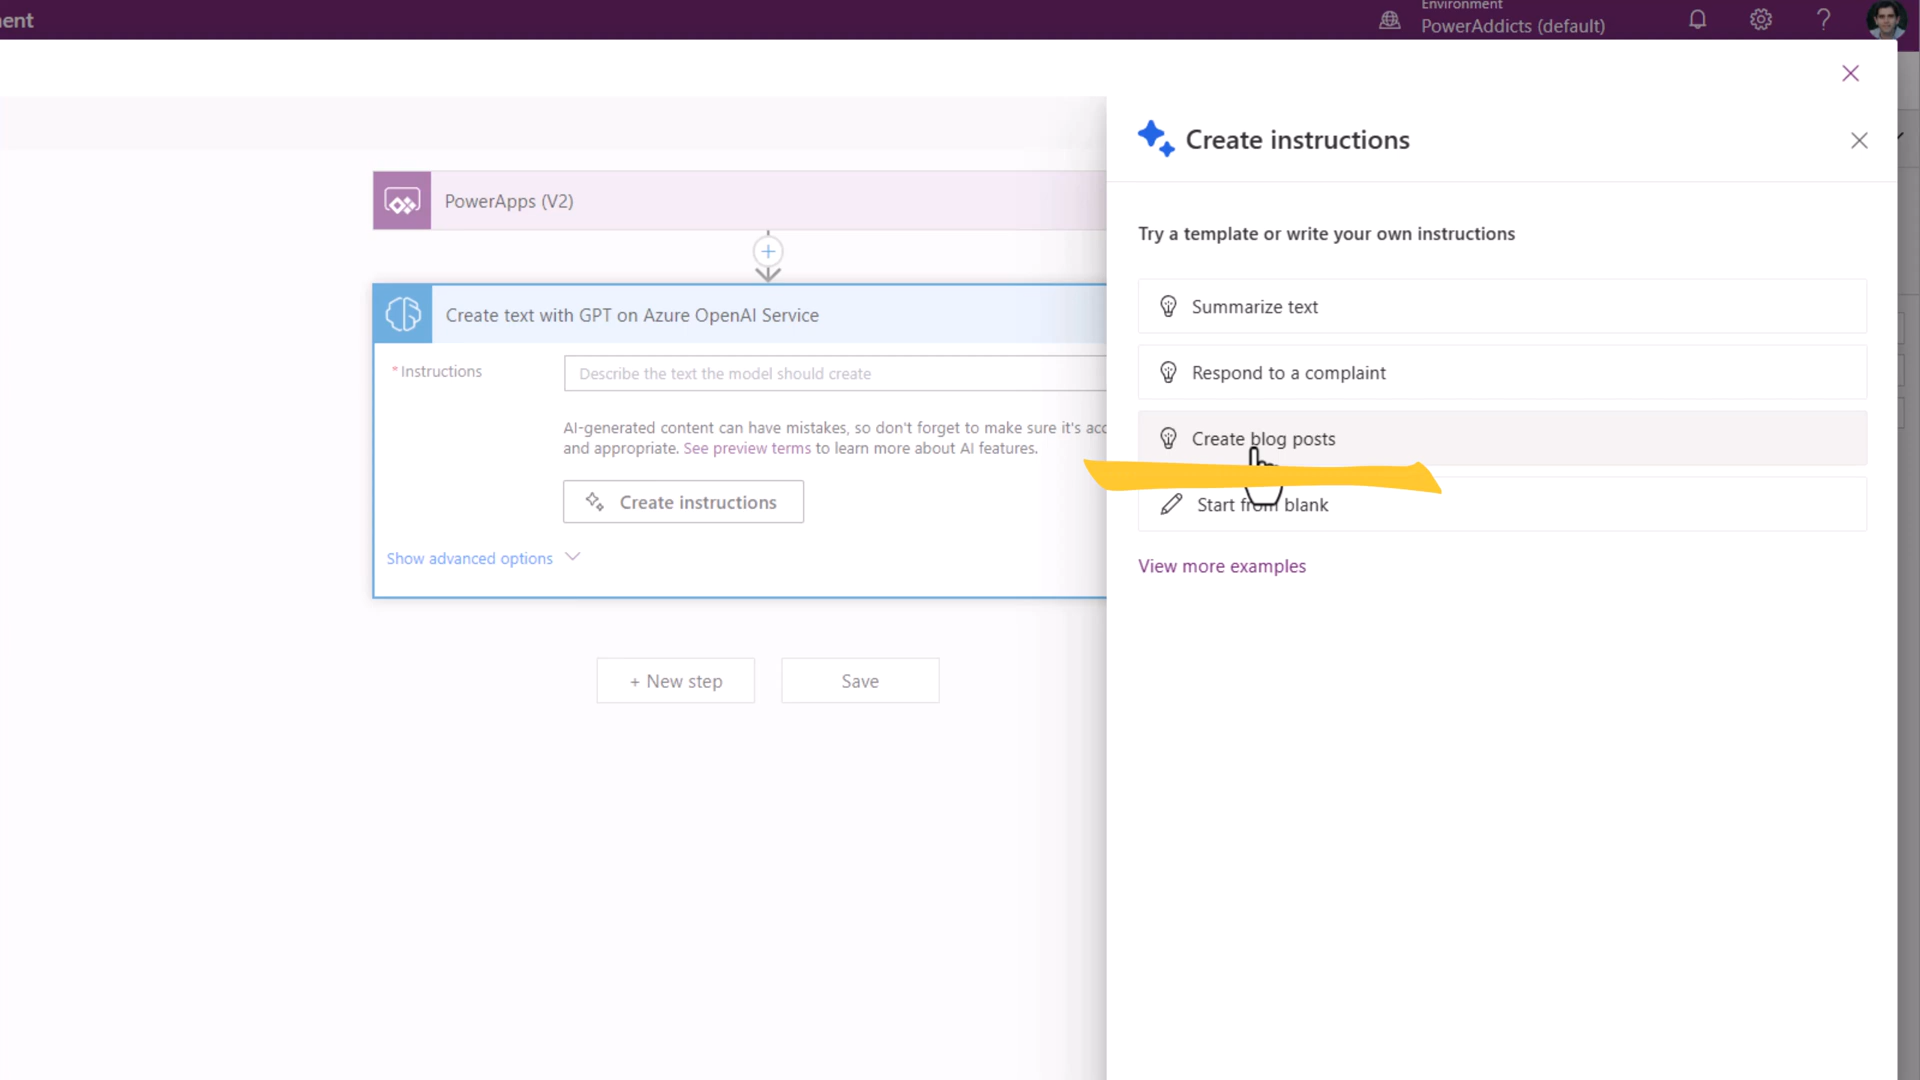 ent
Environment
PowerAddicts (default)
Create instructions
Try a template or write your own instructions
PowerApps (V2)
Summarize text
Create text with GPT on Azure OpenAI Service
* Instructions
Describe the text the model should create
Respond to a complaint
AI-generated content can have mistakes, so don't forget to make sure it's acc
and appropriate. See preview terms to learn more about AI features.
Create blog posts
Create instructions
Start from blank
Show advanced options
View more examples
+ New step
Save